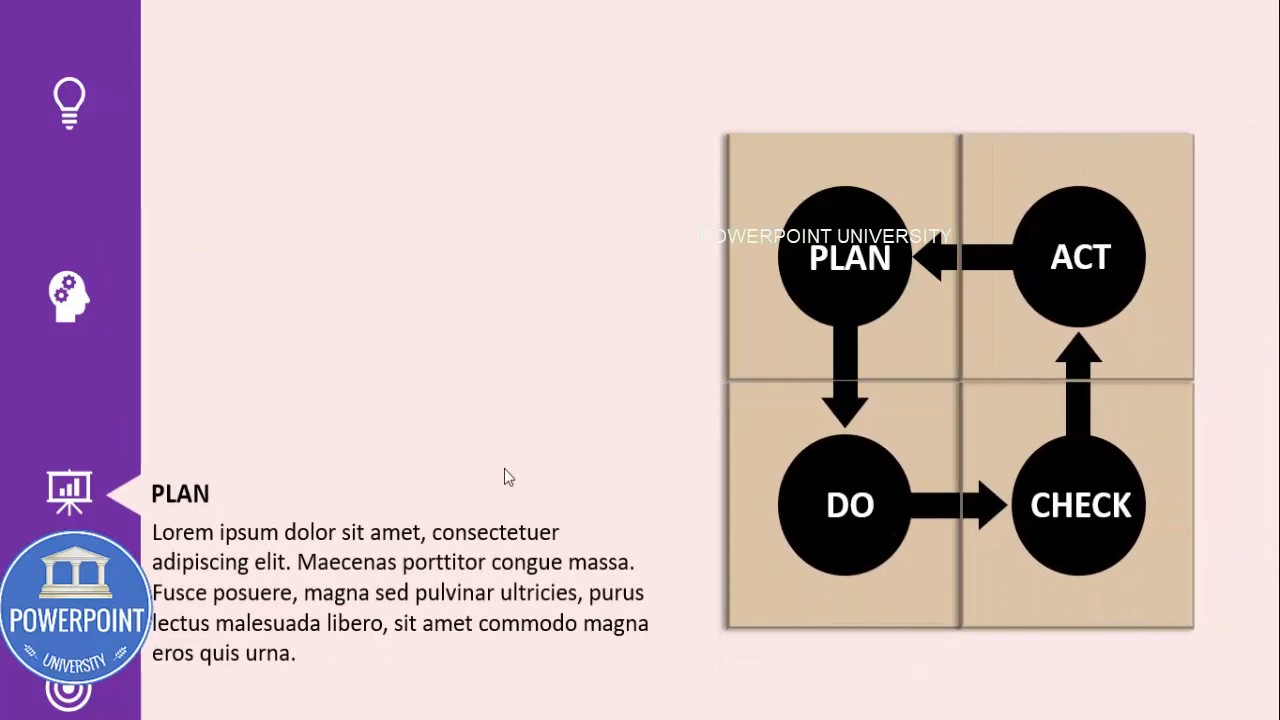 POWERPOINT UNIVERSITY
PLAN
ACT
DO
CHECK
PLAN
Lorem ipsum dolor sit amet, consectetuer
adipiscing elit. Maecenas porttitor congue massa.
Fusce posuere, magna sed pulvinar ultricies, purus
lectus malesuada libero, sit amet commodo magna
eros quis urna.
POWERPOINT
UNIVERSITY